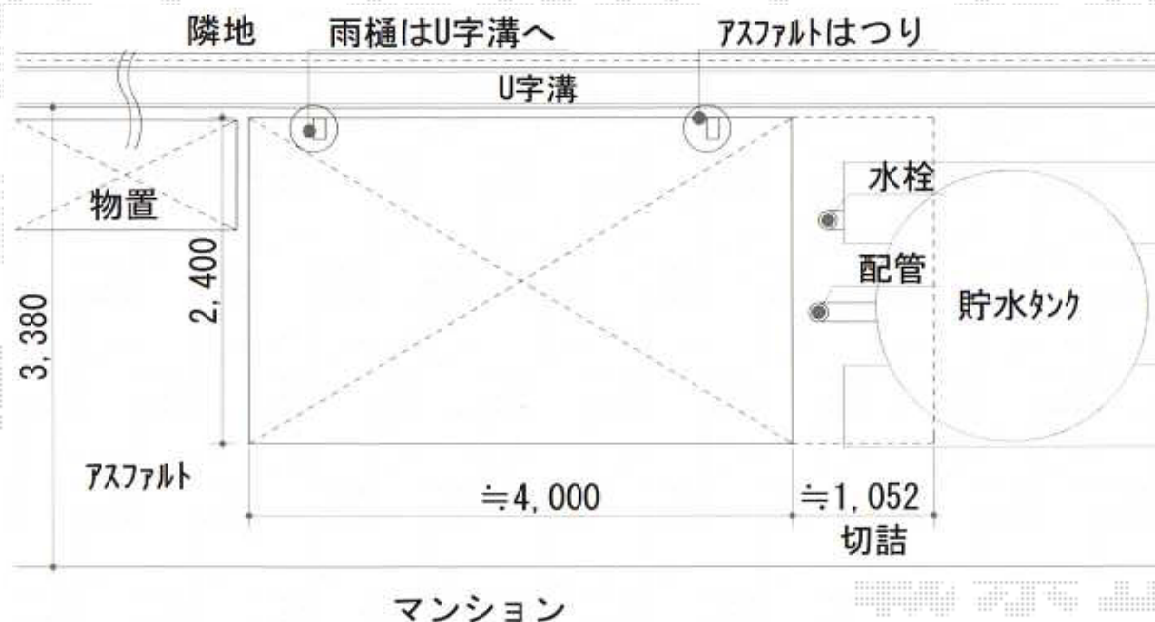 隣地
雨樋はU字溝へ
アスファルトはつり
U字溝
水栓
物置
配管
貯水タンク
2,400
3,380
アスファルト
≒4,000
≒1,052
切詰
マンション